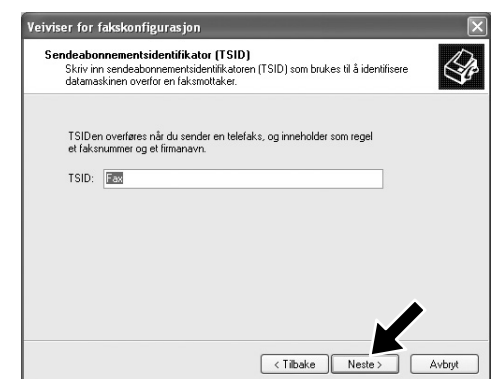 Veiviser for fakskonfigurasjon
Sendeabonnementsidentifikator (TSID)
Skriv inn sendeabonnementsidentifikatoren (TSID) som brukes til å identifisere
datamaskinen overfor en faksmottaker.
TSIDen overføres når du sender en telefaks, og inneholder som regel
et faksnummer og et firmanavn.
TSID: Fax
< Tilbake Neste > Avbryt